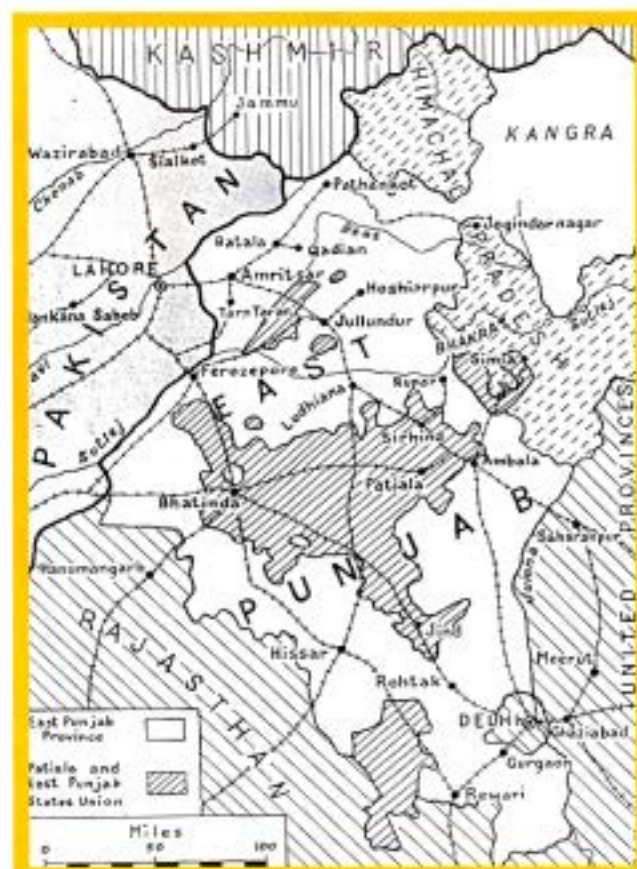 KASHMIR
Jammu
Wazirabad
Sialkot
Chenab
HIMACHAL
KANGRA
Pathankot
PAKISTAN
Batala
Qadian
Beas
Jogindarnagar
LAHORE
Amritsar
Hoshiarpur
PRADESH
Nankana Saheb
Tarn Taran
Jullundur
BHAKRA
Sutlej
Simla
Ferozepore
EAST
Ludhiana
Rupar
Sutlej
Sirhind
Patiala
Ambala
Bhatinda
PUNJAB
Saharanpur
Jamna
UNITED PROVINCES
Hanumangarh
RAJASTHAN
Jind
Hissar
Meerut
Rohtak
DELHI
Ghaziabad
Gurgaon
Rewari
East Punjab
Province
Patiala and
East Punjab
States Union
Miles
0 50 100